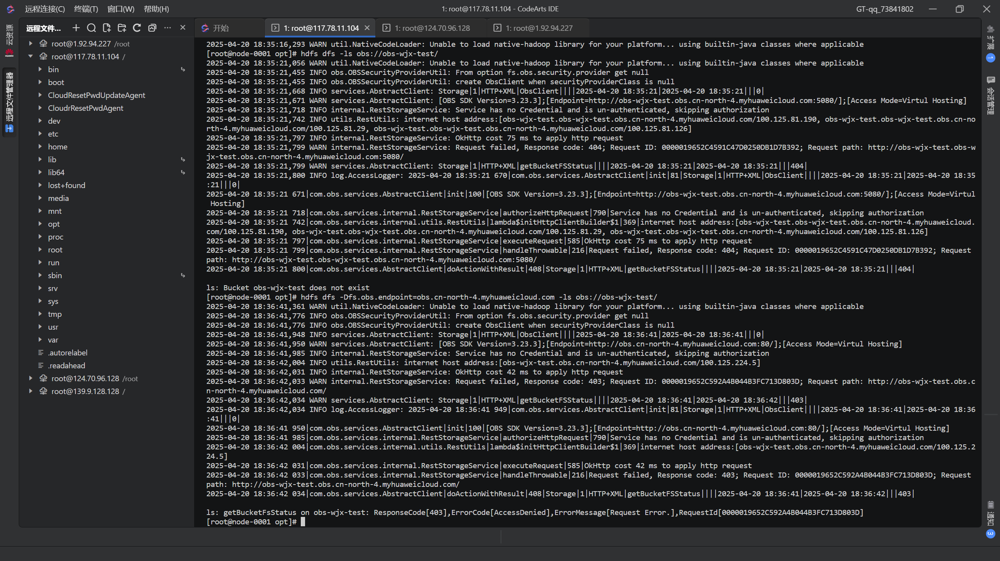 远程连接(C) 终端(T) 窗口(W) 帮助(H)
1: root@117.78.11.104 - CodeArts IDE
GT-qq_73841802
云资源
HUAWEI
远程文件管理器
远程文件...
root@1.92.94.227 /root
root@117.78.11.104 /
bin
boot
CloudResetPwdUpdateAgent
CloudrResetPwdAgent
dev
etc
home
lib
lib64
lost+found
media
mnt
opt
proc
root
run
sbin
srv
sys
tmp
usr
var
.autorelabel
.readahead
root@124.70.96.128 /root
root@139.9.128.128 /
开始
1: root@117.78.11.104
1: root@124.70.96.128
1: root@1.92.94.227
2025-04-20 18:35:16,293 WARN util.NativeCodeLoader: Unable to load native-hadoop library for your platform... using builtin-java classes where applicable
[root@node-0001 opt]# hdfs dfs -ls obs://obs-wjx-test/
2025-04-20 18:35:21,056 WARN util.NativeCodeLoader: Unable to load native-hadoop library for your platform... using builtin-java classes where applicable
2025-04-20 18:35:21,455 INFO obs.OBSSecurityProviderUtil: From option fs.obs.security.provider get null
2025-04-20 18:35:21,455 INFO obs.OBSSecurityProviderUtil: create ObsClient when securityProviderClass is null
2025-04-20 18:35:21,668 INFO services.AbstractClient: Storage|1|HTTP+XML|ObsClient||||2025-04-20 18:35:21|2025-04-20 18:35:21|||0|
2025-04-20 18:35:21,671 WARN services.AbstractClient: [OBS SDK Version=3.23.3];[Endpoint=http://obs-wjx-test.obs.cn-north-4.myhuaweicloud.com:5080/];[Access Mode=Virtul Hosting]
2025-04-20 18:35:21,718 INFO internal.RestStorageService: Service has no Credential and is un-authenticated, skipping authorization
2025-04-20 18:35:21,742 INFO utils.RestUtils: internet host address:[obs-wjx-test.obs-wjx-test.obs.cn-north-4.myhuaweicloud.com/100.125.81.190, obs-wjx-test.obs-wjx-test.obs.cn-no
rth-4.myhuaweicloud.com/100.125.81.29, obs-wjx-test.obs-wjx-test.obs.cn-north-4.myhuaweicloud.com/100.125.81.126]
2025-04-20 18:35:21,797 INFO internal.RestStorageService: OkHttp cost 75 ms to apply http request
2025-04-20 18:35:21,799 WARN internal.RestStorageService: Request failed, Response code: 404; Request ID: 0000019652C4591C47D0250DB1D7B392; Request path: http://obs-wjx-test.obs-w
jx-test.obs.cn-north-4.myhuaweicloud.com:5080/
2025-04-20 18:35:21,799 WARN services.AbstractClient: Storage|1|HTTP+XML|getBucketFSStatus||||2025-04-20 18:35:21|2025-04-20 18:35:21|||404|
2025-04-20 18:35:21,800 INFO log.AccessLogger: 2025-04-20 18:35:21 670|com.obs.services.AbstractClient|init|81|Storage|1|HTTP+XML|ObsClient||||2025-04-20 18:35:21|2025-04-20 18:35
:21|||0|
2025-04-20 18:35:21 671|com.obs.services.AbstractClient|init|100|[OBS SDK Version=3.23.3];[Endpoint=http://obs-wjx-test.obs.cn-north-4.myhuaweicloud.com:5080/];[Access Mode=Virtul
 Hosting]
2025-04-20 18:35:21 718|com.obs.services.internal.RestStorageService|authorizeHttpRequest|790|Service has no Credential and is un-authenticated, skipping authorization
2025-04-20 18:35:21 742|com.obs.services.internal.utils.RestUtils|lambda$initHttpClientBuilder$1|369|internet host address:[obs-wjx-test.obs-wjx-test.obs.cn-north-4.myhuaweicloud.
com/100.125.81.190, obs-wjx-test.obs-wjx-test.obs.cn-north-4.myhuaweicloud.com/100.125.81.29, obs-wjx-test.obs-wjx-test.obs.cn-north-4.myhuaweicloud.com/100.125.81.126]
2025-04-20 18:35:21 797|com.obs.services.internal.RestStorageService|executeRequest|585|OkHttp cost 75 ms to apply http request
2025-04-20 18:35:21 799|com.obs.services.internal.RestStorageService|handleThrowable|216|Request failed, Response code: 404; Request ID: 0000019652C4591C47D0250DB1D7B392; Request
path: http://obs-wjx-test.obs-wjx-test.obs.cn-north-4.myhuaweicloud.com:5080/
2025-04-20 18:35:21 800|com.obs.services.AbstractClient|doActionWithResult|408|Storage|1|HTTP+XML|getBucketFSStatus||||2025-04-20 18:35:21|2025-04-20 18:35:21|||404|
ls: Bucket obs-wjx-test does not exist
[root@node-0001 opt]# hdfs dfs -Dfs.obs.endpoint=obs.cn-north-4.myhuaweicloud.com -ls obs://obs-wjx-test/
2025-04-20 18:36:41,361 WARN util.NativeCodeLoader: Unable to load native-hadoop library for your platform... using builtin-java classes where applicable
2025-04-20 18:36:41,776 INFO obs.OBSSecurityProviderUtil: From option fs.obs.security.provider get null
2025-04-20 18:36:41,776 INFO obs.OBSSecurityProviderUtil: create ObsClient when securityProviderClass is null
2025-04-20 18:36:41,948 INFO services.AbstractClient: Storage|1|HTTP+XML|ObsClient||||2025-04-20 18:36:41|2025-04-20 18:36:41|||0|
2025-04-20 18:36:41,950 WARN services.AbstractClient: [OBS SDK Version=3.23.3];[Endpoint=http://obs.cn-north-4.myhuaweicloud.com:80/];[Access Mode=Virtul Hosting]
2025-04-20 18:36:41,985 INFO internal.RestStorageService: Service has no Credential and is un-authenticated, skipping authorization
2025-04-20 18:36:42,004 INFO utils.RestUtils: internet host address:[obs-wjx-test.obs.cn-north-4.myhuaweicloud.com/100.125.224.5]
2025-04-20 18:36:42,031 INFO internal.RestStorageService: OkHttp cost 42 ms to apply http request
2025-04-20 18:36:42,033 WARN internal.RestStorageService: Request failed, Response code: 403; Request ID: 0000019652C592A4B044B3FC713D803D; Request path: http://obs-wjx-test.obs.c
n-north-4.myhuaweicloud.com/
2025-04-20 18:36:42,034 WARN services.AbstractClient: Storage|1|HTTP+XML|getBucketFSStatus||||2025-04-20 18:36:41|2025-04-20 18:36:42|||403|
2025-04-20 18:36:42,034 INFO log.AccessLogger: 2025-04-20 18:36:41 949|com.obs.services.AbstractClient|init|81|Storage|1|HTTP+XML|ObsClient||||2025-04-20 18:36:41|2025-04-20 18:36
:41|||0|
2025-04-20 18:36:41 950|com.obs.services.AbstractClient|init|100|[OBS SDK Version=3.23.3];[Endpoint=http://obs.cn-north-4.myhuaweicloud.com:80/];[Access Mode=Virtul Hosting]
2025-04-20 18:36:41 985|com.obs.services.internal.RestStorageService|authorizeHttpRequest|790|Service has no Credential and is un-authenticated, skipping authorization
2025-04-20 18:36:42 004|com.obs.services.internal.utils.RestUtils|lambda$initHttpClientBuilder$1|369|internet host address:[obs-wjx-test.obs.cn-north-4.myhuaweicloud.com/100.125.2
24.5]
2025-04-20 18:36:42 031|com.obs.services.internal.RestStorageService|executeRequest|585|OkHttp cost 42 ms to apply http request
2025-04-20 18:36:42 033|com.obs.services.internal.RestStorageService|handleThrowable|216|Request failed, Response code: 403; Request ID: 0000019652C592A4B044B3FC713D803D; Request
path: http://obs-wjx-test.obs.cn-north-4.myhuaweicloud.com/
2025-04-20 18:36:42 034|com.obs.services.AbstractClient|doActionWithResult|408|Storage|1|HTTP+XML|getBucketFSStatus||||2025-04-20 18:36:41|2025-04-20 18:36:42|||403|
ls: getBucketFsStatus on obs-wjx-test: ResponseCode[403],ErrorCode[AccessDenied],ErrorMessage[Request Error.],RequestId[0000019652C592A4B044B3FC713D803D]
[root@node-0001 opt]#
扩展
1
会话管理
通知
3